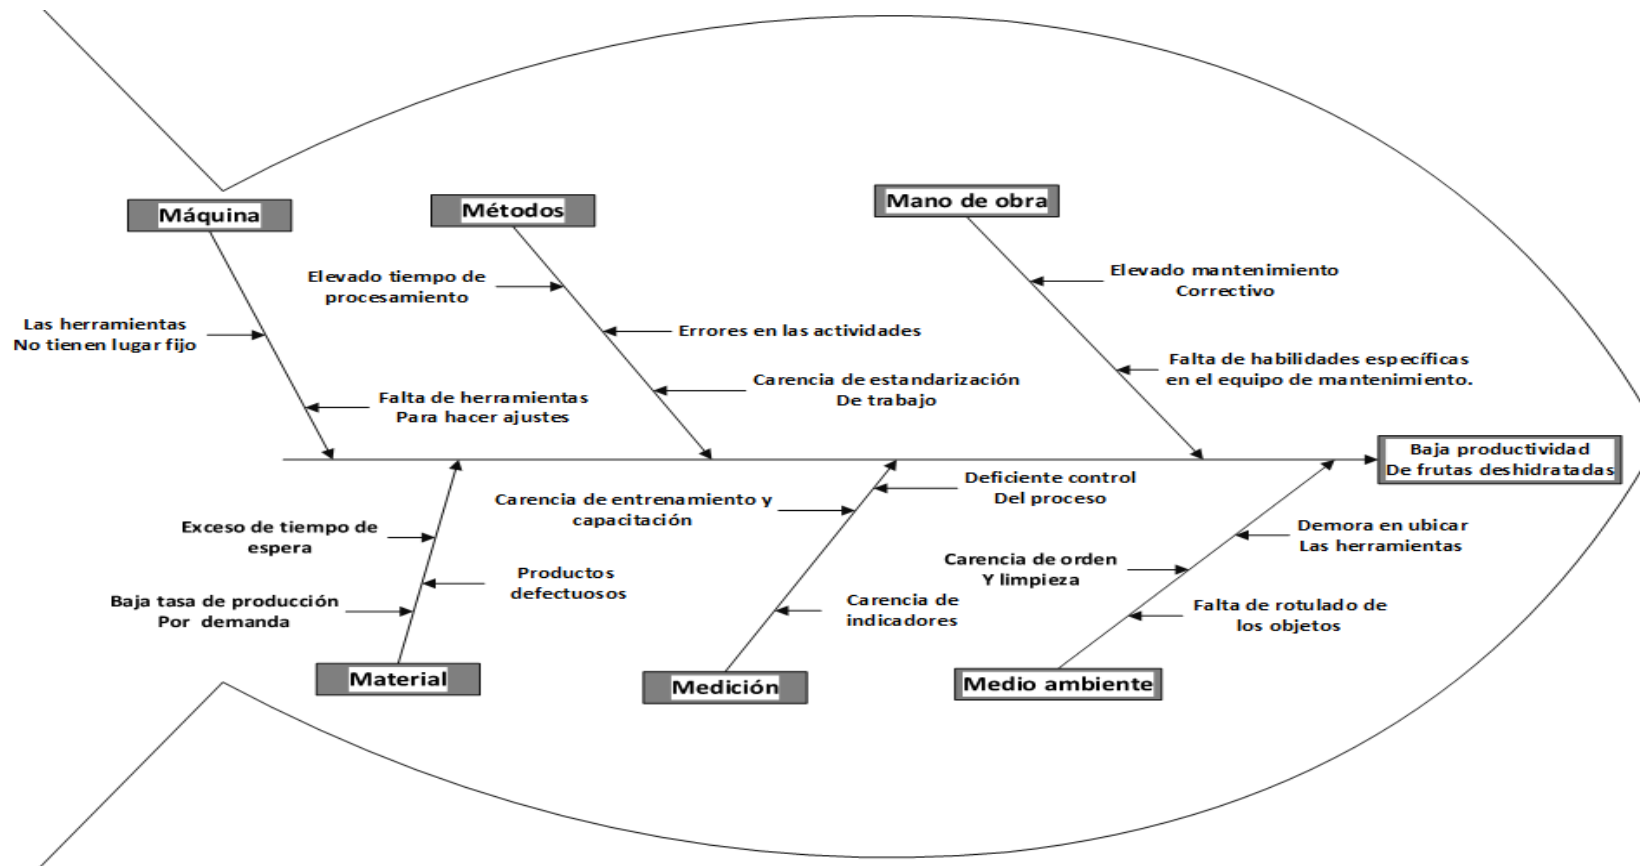 Máquina
Métodos
Mano de obra
Elevado tiempo de
procesamiento
Elevado mantenimiento
Correctivo
Las herramientas
No tienen lugar fijo
Errores en las actividades
Falta de habilidades específicas
en el equipo de mantenimiento.
Falta de herramientas
Para hacer ajustes
Carencia de estandarización
De trabajo
Baja productividad
De frutas deshidratadas
Deficiente control
Del proceso
Carencia de entrenamiento y
capacitación
Exceso de tiempo de
espera
Demora en ubicar
Las herramientas
Carencia de orden
Y limpieza
Productos
defectuosos
Baja tasa de producción
Por demanda
Carencia de
indicadores
Falta de rotulado de
los objetos
Material
Medición
Medio ambiente